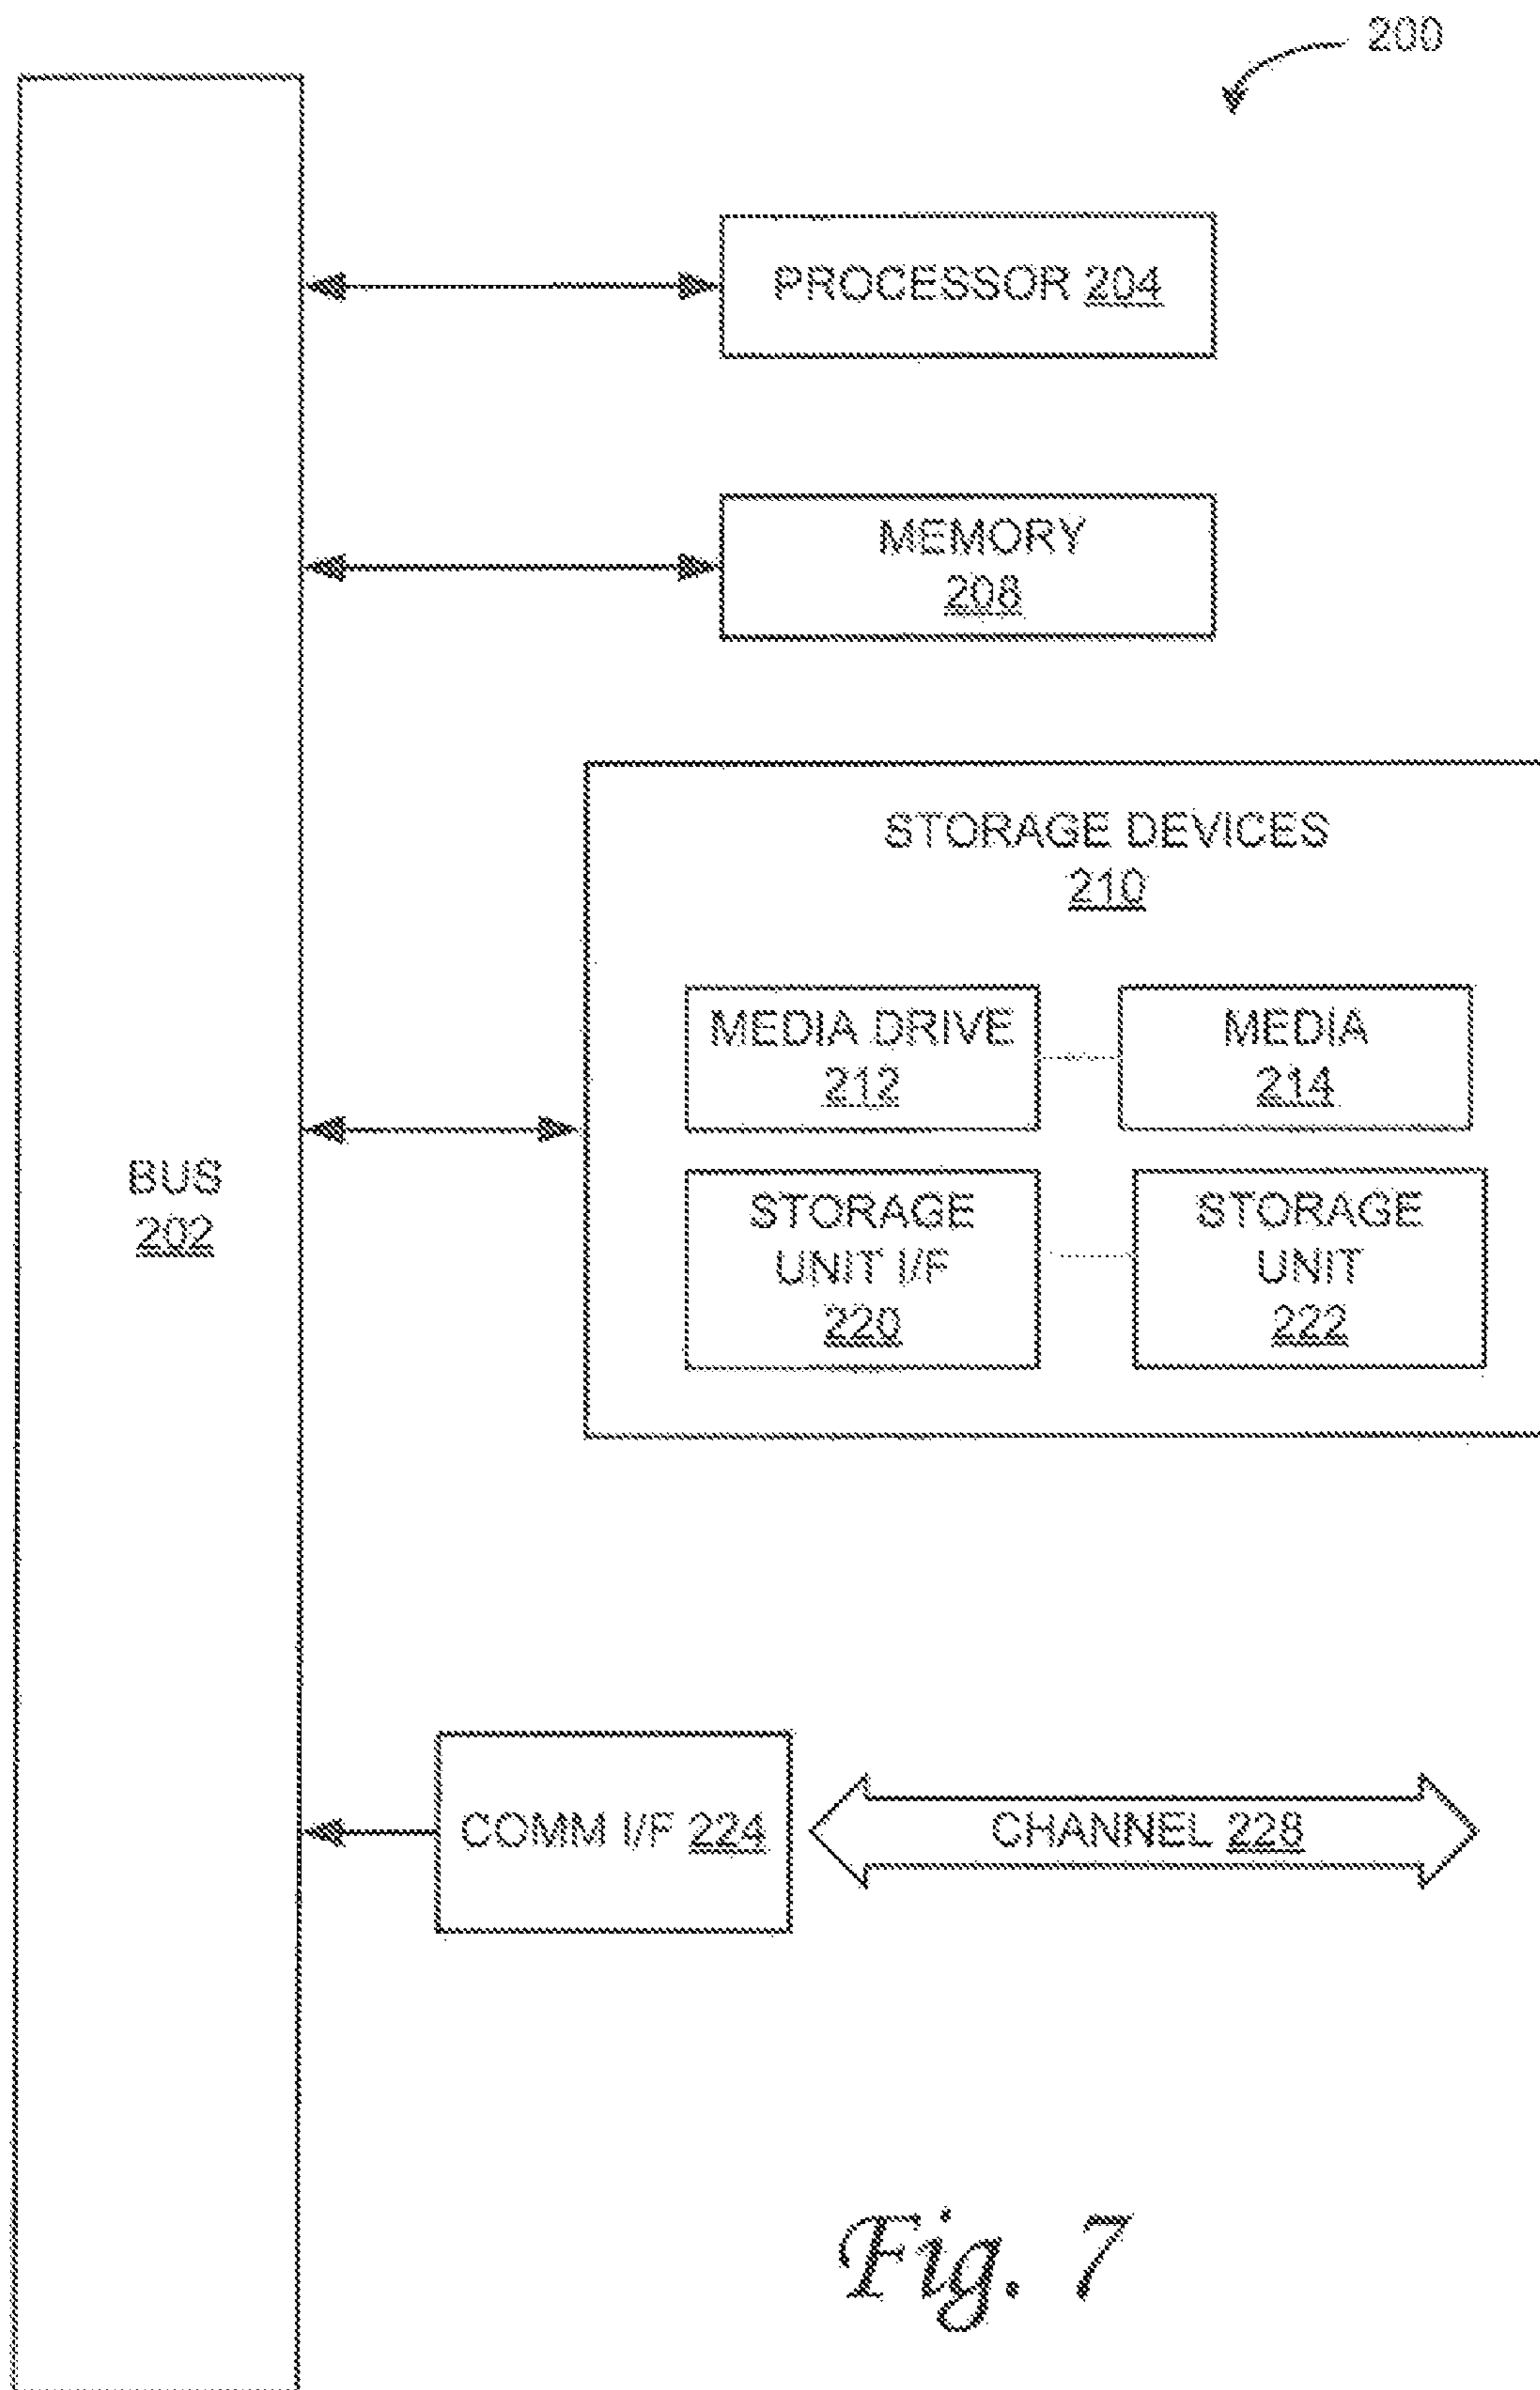 200
PROCESSOR 204
MEMORY
208
STORAGE DEVICES
210
MEDIA DRIVE
212
MEDIA
214
STORAGE
UNIT I/F
220
STORAGE
UNIT
222
BUS
202
COMM I/F 224
CHANNEL 228
Fig. 7